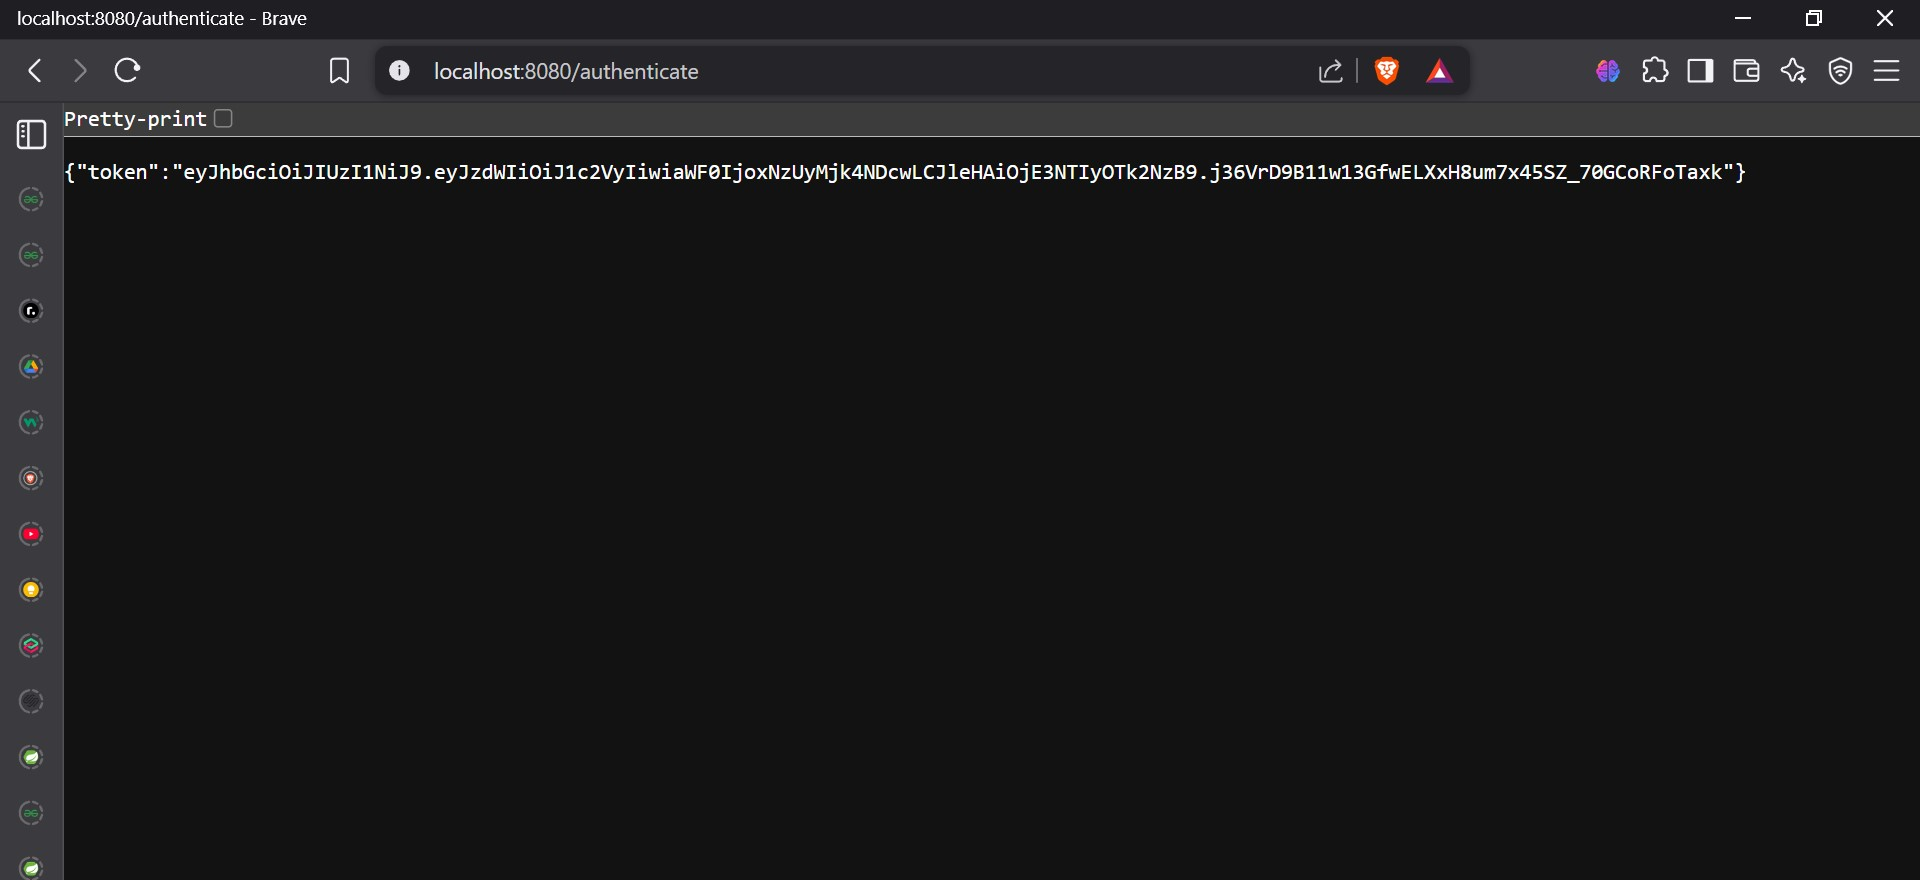 localhost:8080/authenticate - Brave
localhost:8080/authenticate
Pretty-print
{"token":"eyJhbGciOiJIUzI1NiJ9.eyJzdWIiOiJ1c2VyIiwiaWF0IjoxNzUyMjk4NDcwLCJleHAiOjE3NTIyOTk2NzB9.j36VrD9B11w13GfwELXxH8um7x45SZ_70GCoRFoTaxk"}